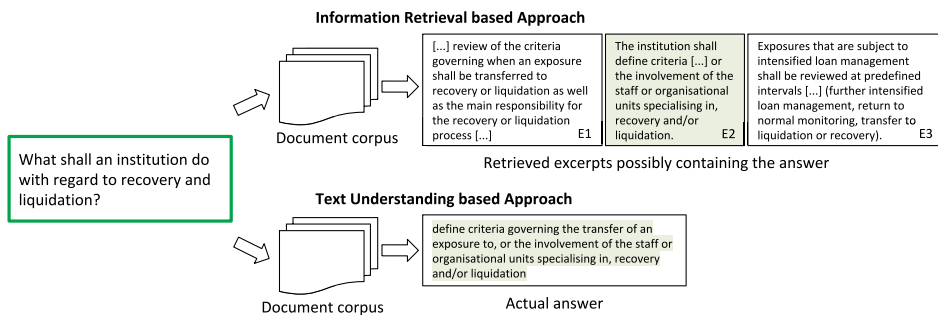 Information Retrieval based Approach
[...] review of the criteria
governing when an exposure
shall be transferred to
recovery or liquidation as well
as the main responsibility for
the recovery or liquidation
process [...]
E1
The institution shall
define criteria [...] or
the involvement of the
staff or organisational
units specialising in,
recovery and/or
liquidation.
E2
Exposures that are subject to
intensified loan management
shall be reviewed at predefined
intervals [...] (further intensified
loan management, return to
normal monitoring, transfer to
liquidation or recovery).
E3
Document corpus
Retrieved excerpts possibly containing the answer
What shall an institution do
with regard to recovery and
liquidation?
Text Understanding based Approach
define criteria governing the transfer of an
exposure to, or the involvement of the staff or
organisational units specialising in, recovery
and/or liquidation
Document corpus
Actual answer